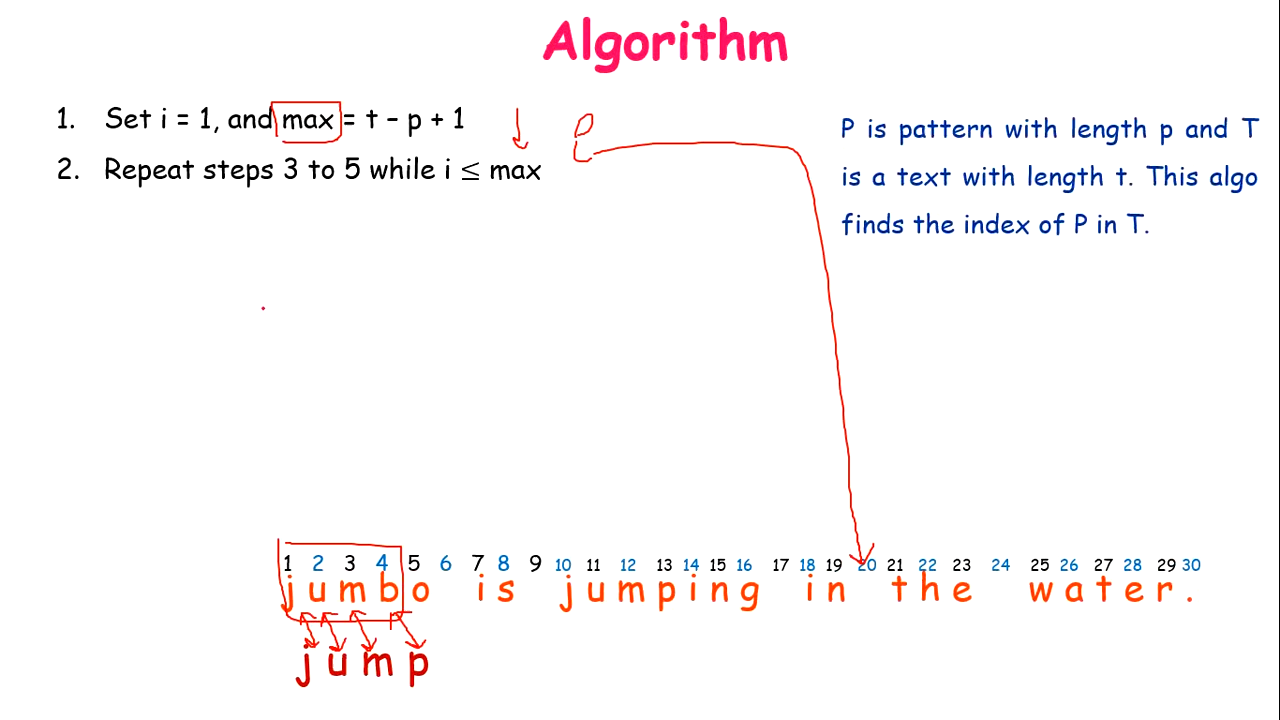 Algorithm
1. Set i = 1, and max = t – p + 1
2. Repeat steps 3 to 5 while i ≤ max
P is pattern with length p and T
is a text with length t. This algo
finds the index of P in T.
1 2 3 4 5 6 7 8 9 10 11 12 13 14 15 16 17 18 19 20 21 22 23 24 25 26 27 28 29 30
jumbo is jumping in the water.
jump